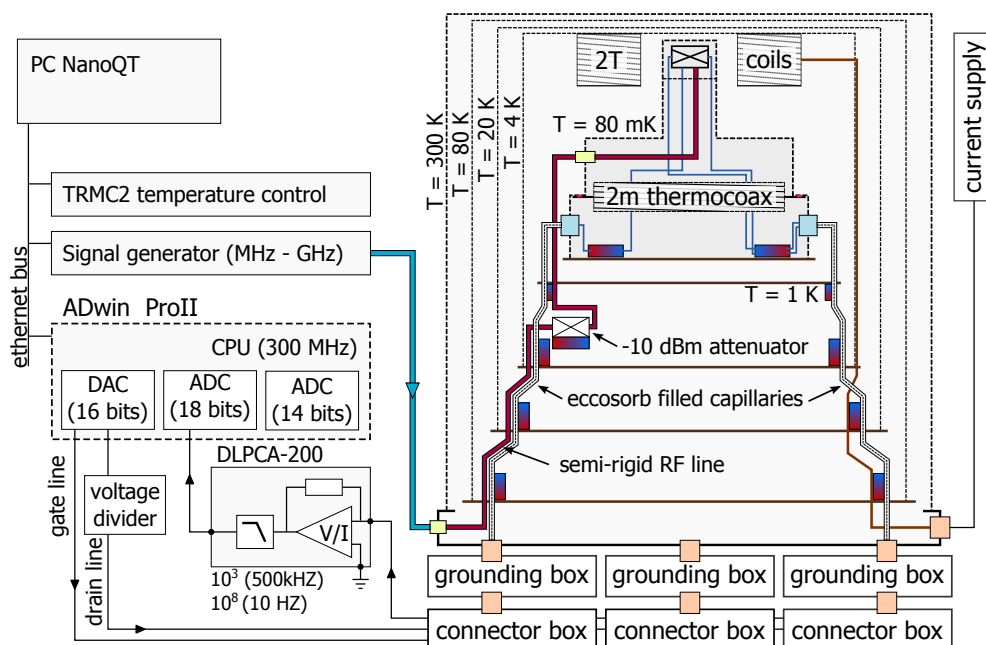 PC NanoQT
TRMC2 temperature control
Signal generator (MHz - GHz)
ethernet bus
ADwin ProII
CPU (300 MHz)
DAC
(16 bits)
ADC
(18 bits)
ADC
(14 bits)
gate line
drain line
voltage
divider
DLPCA-200
V/I
10³ (500kHZ)
10⁸ (10 HZ)
T = 300 K
T = 80 K
T = 20 K
T = 4 K
2T
coils
T = 80 mK
2m thermocoax
T = 1 K
-10 dBm attenuator
eccosorb filled capillaries
semi-rigid RF line
current supply
grounding box
grounding box
grounding box
connector box
connector box
connector box